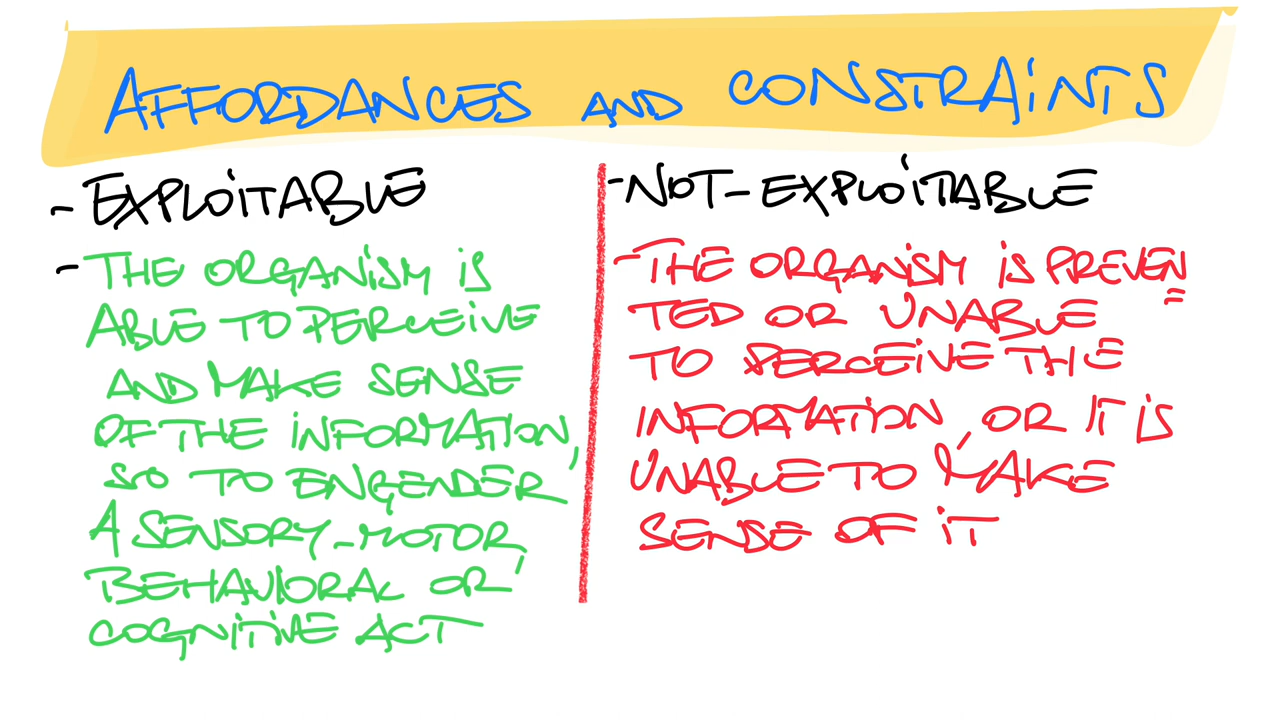 AFFORDANCES AND CONSTRAINTS
- EXPLOITABLE
- THE ORGANISM IS
ABLE TO PERCEIVE
AND MAKE SENSE
OF THE INFORMATION,
SO TO ENGENDER
A SENSORY-MOTOR,
BEHAVIORAL OR
COGNITIVE ACT
- NOT-EXPLOITABLE
- THE ORGANISM IS PREVEN=
TED OR UNABLE
TO PERCEIVE THE
INFORMATION, OR IT IS
UNABLE TO MAKE
SENSE OF IT